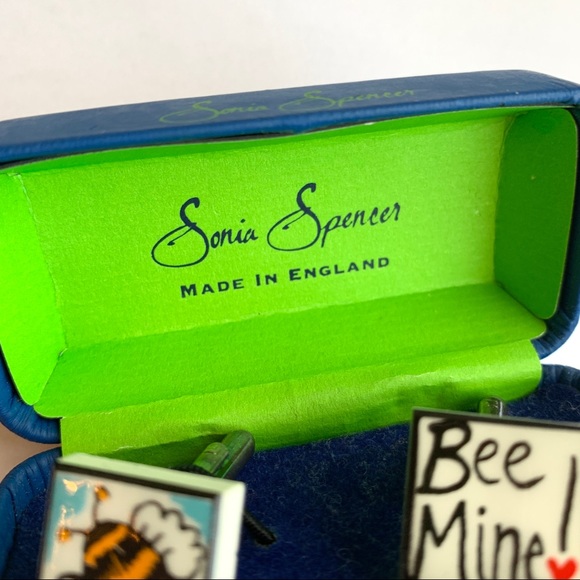 Sonia Spencer
Sonia Spencer
MADE IN ENGLAND
Bee
Mine!